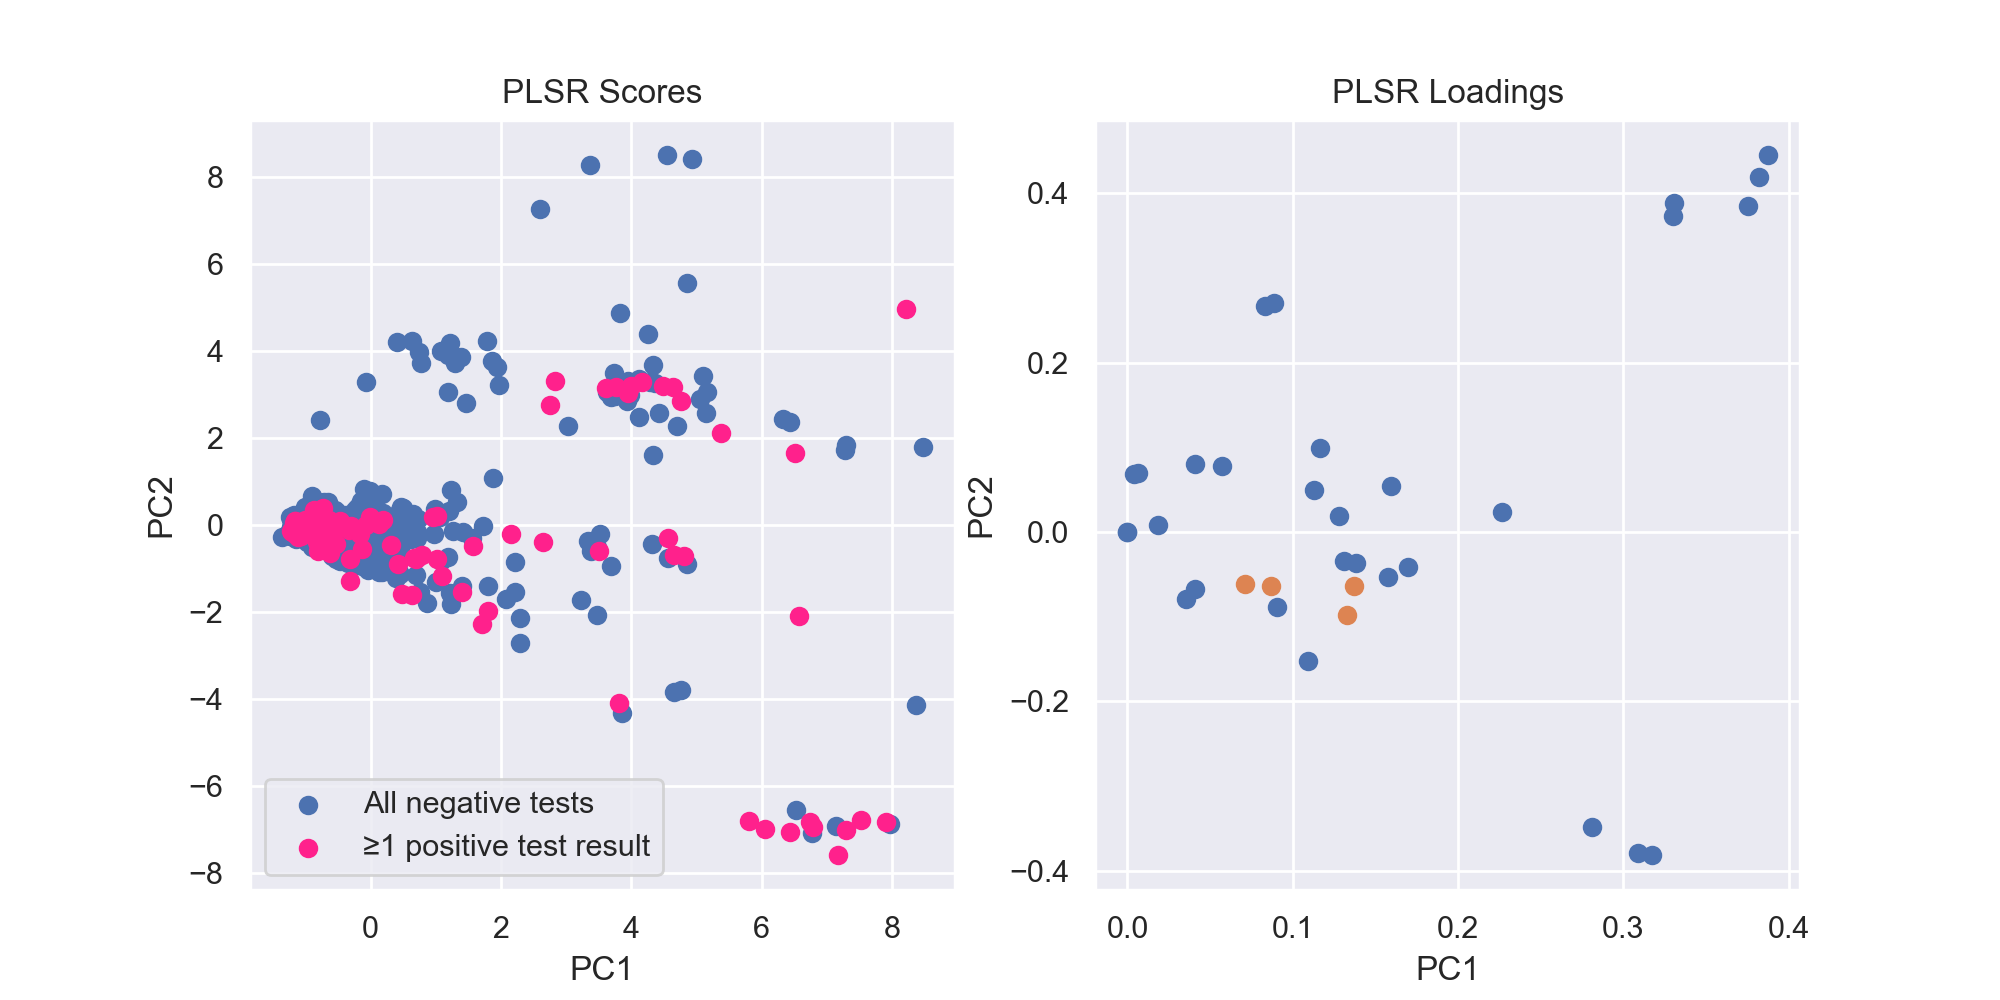 PLSR Scores
PC2
8
6
4
2
0
−2
−4
−6
−8
All negative tests
≥1 positive test result
0 2 4 6 8
PC1
PLSR Loadings
PC2
0.4
0.2
0.0
−0.2
−0.4
0.0 0.1 0.2 0.3 0.4
PC1